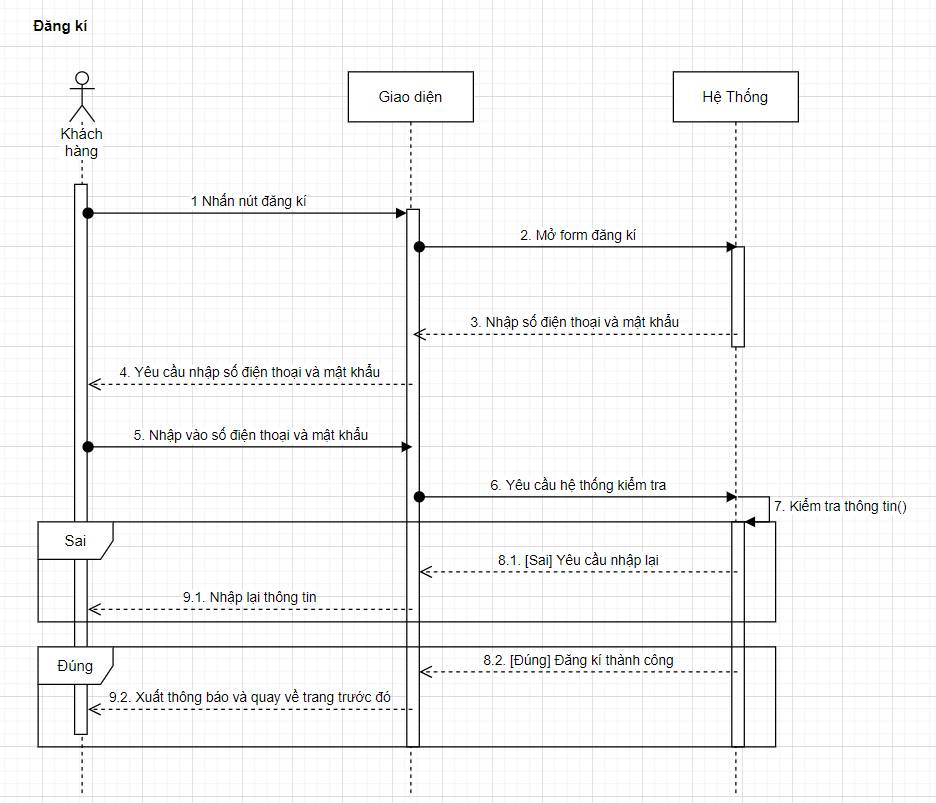 Đăng kí
Khách
hàng
Giao diện
Hệ Thống
1 Nhấn nút đăng kí
2. Mở form đăng kí
3. Nhập số điện thoại và mật khẩu
4. Yêu cầu nhập số điện thoại và mật khẩu
5. Nhập vào số điện thoại và mật khẩu
6. Yêu cầu hệ thống kiểm tra
7. Kiểm tra thông tin()
Sai
8.1. [Sai] Yêu cầu nhập lại
9.1. Nhập lại thông tin
Đúng
8.2. [Đúng] Đăng kí thành công
9.2. Xuất thông báo và quay về trang trước đó